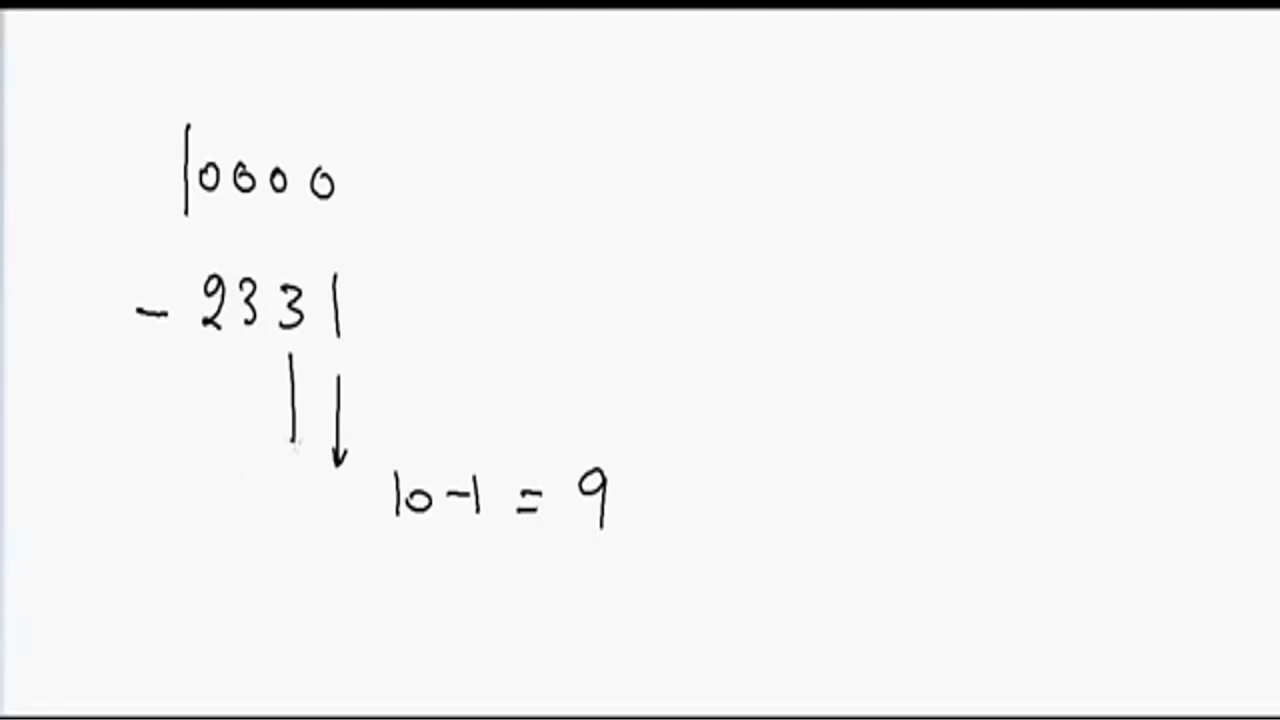 10000
- 2331
10-1 = 9